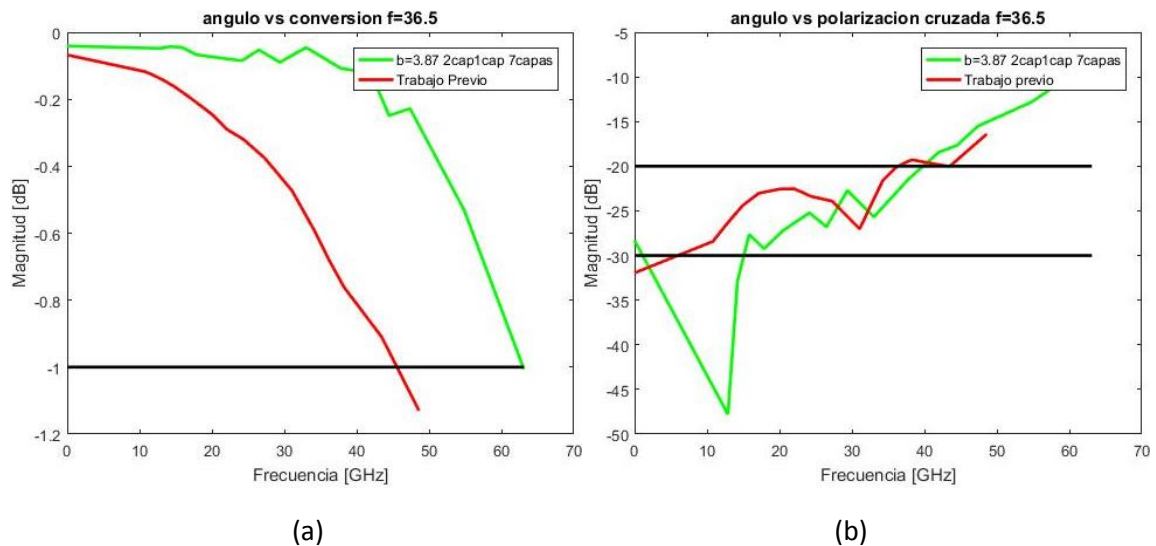 angulo vs conversion f=36.5
b=3.87 2cap1cap 7capas
Trabajo Previo
Magnitud [dB]
0
-0.2
-0.4
-0.6
-0.8
-1
-1.2
0 10 20 30 40 50 60 70
Frecuencia [GHz]
(a)
angulo vs polarizacion cruzada f=36.5
b=3.87 2cap1cap 7capas
Trabajo previo
Magnitud [dB]
-5
-10
-15
-20
-25
-30
-35
-40
-45
-50
0 10 20 30 40 50 60 70
Frecuencia [GHz]
(b)